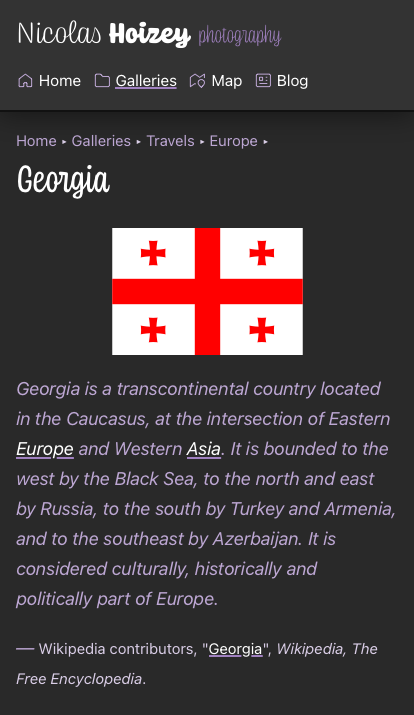 Nicolas Hoizey photography
Home Galleries Map Blog
Home ‣ Galleries ‣ Travels ‣ Europe ‣
Georgia
Georgia is a transcontinental country located
in the Caucasus, at the intersection of Eastern
Europe and Western Asia. It is bounded to the
west by the Black Sea, to the north and east
by Russia, to the south by Turkey and Armenia,
and to the southeast by Azerbaijan. It is
considered culturally, historically and
politically part of Europe.
— Wikipedia contributors, "Georgia", Wikipedia, The
Free Encyclopedia.